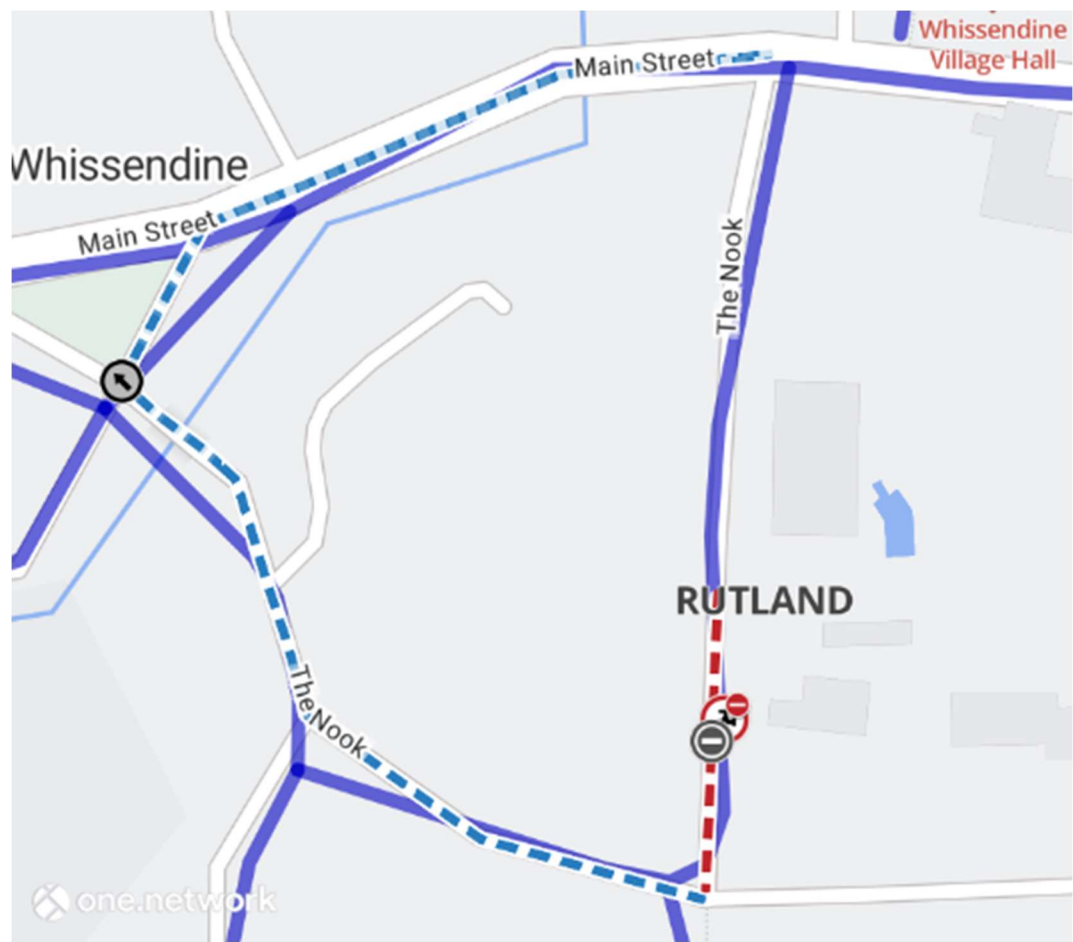 Whissendine
Village Hall
Main Street
Whissendine
Main Street
The Nook
RUTLAND
The Nook
one.network